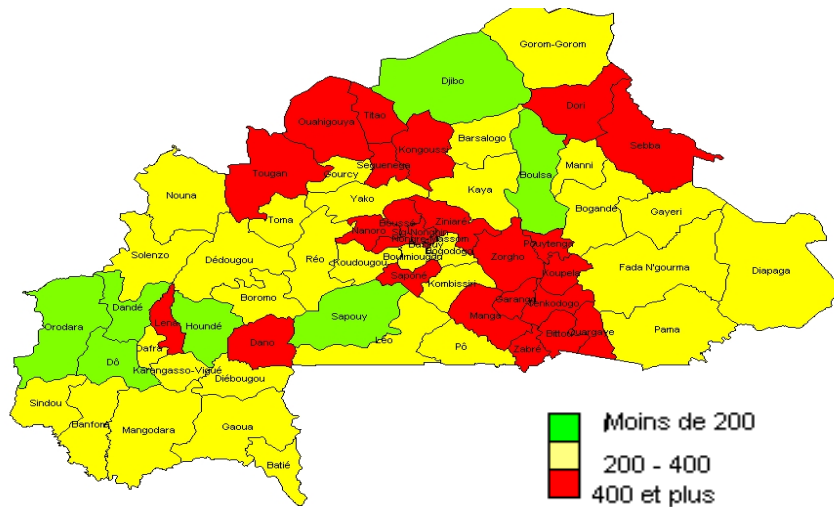 Gorom-Gorom
Djibo
Dori
Titao
Ouahigouya
Barsalogo
Kongoussi
Sebba
Séguénéga
Boulsa
Manni
Tougan
Gourcy
Kaya
Nouna
Yako
Bogandé
Gayeri
Toma
Boussé
Ziniaré
Nanoro
Pouytenga
Solenzo
Dédougou
Réo
Koudougou
Boulmiougou
Zorgho
Koupela
Fada N'gourma
Diapaga
Saponé
Kombissiri
Boromo
Garango
Tenkodogo
Dandé
Orodara
Lena
Houndé
Sapouy
Manga
Bittou
Ouargaye
Pama
Dafra
Dano
Léo
Pô
Zabré
Dô
Karangasso-Vigué
Diébougou
Sindou
Banfora
Mangodara
Gaoua
Batié
Moins de 200
200 - 400
400 et plus